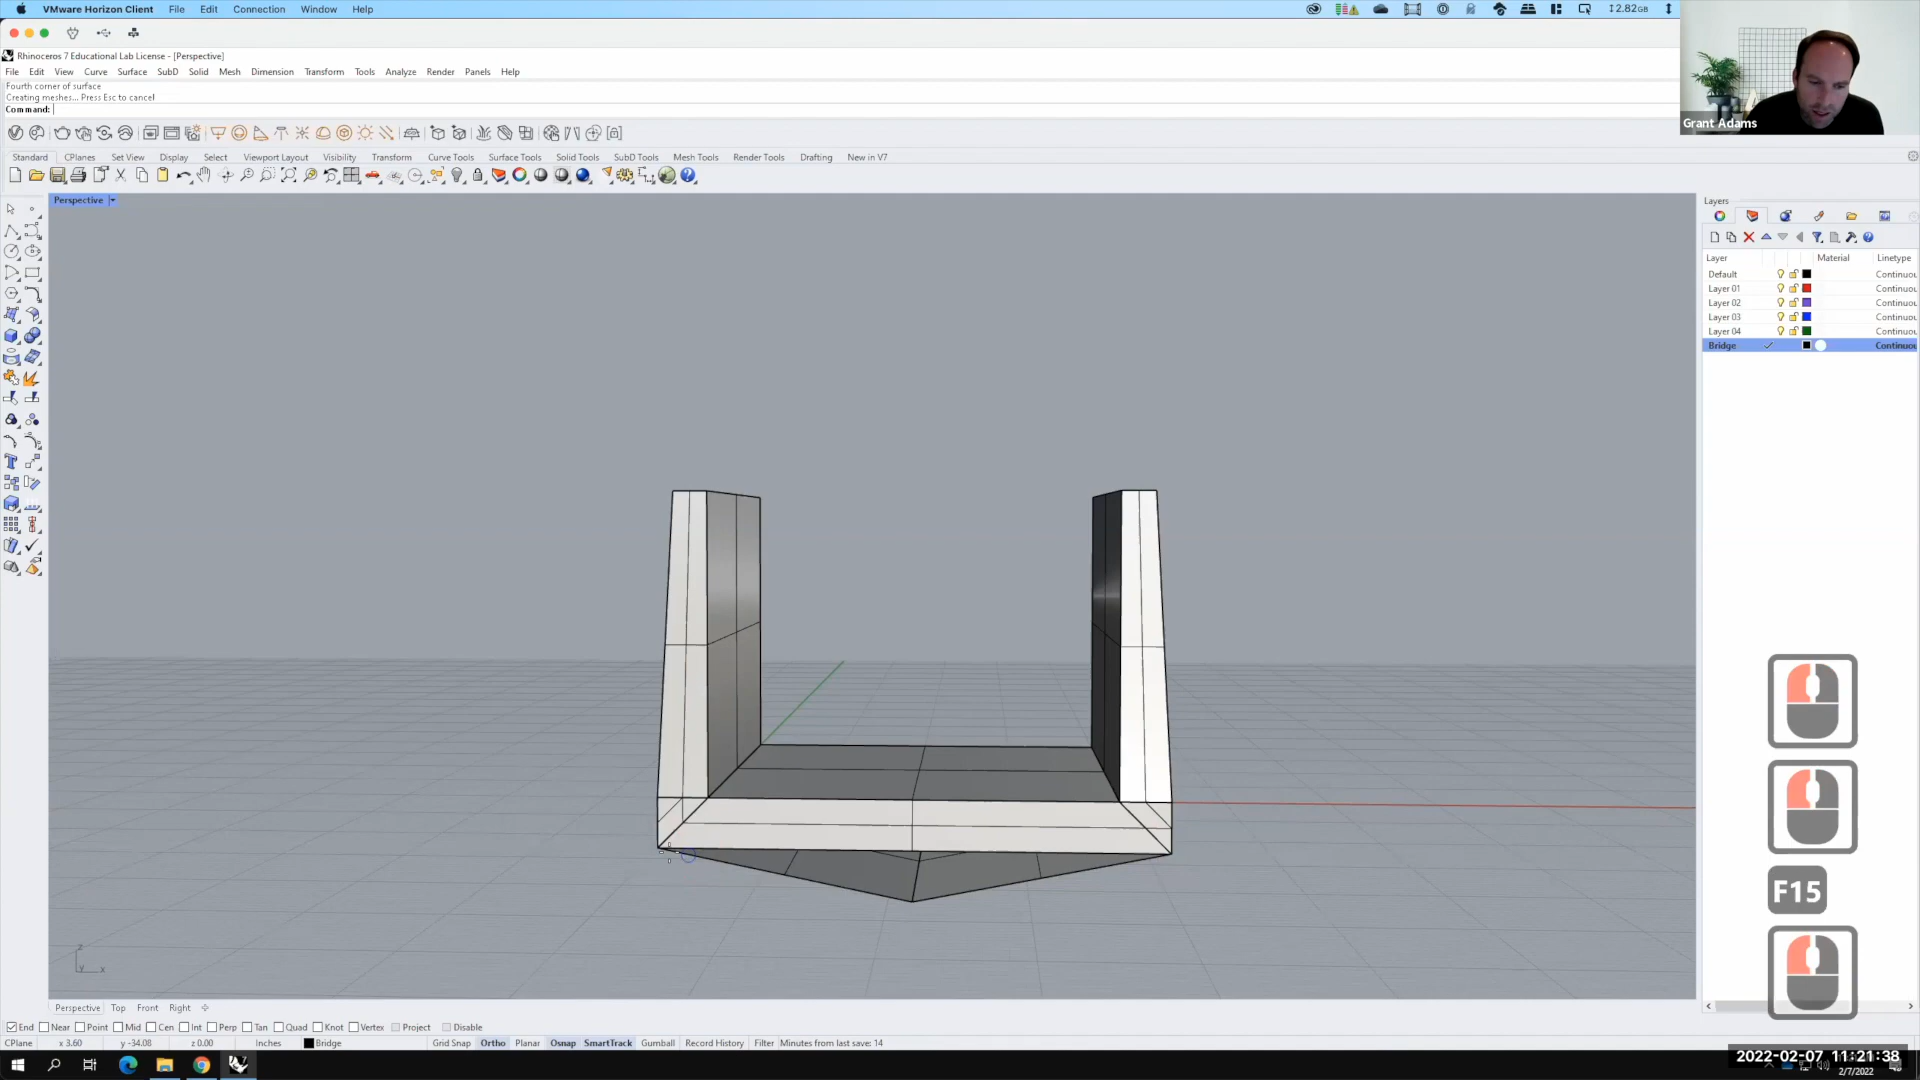 VMware Horizon Client File Edit Connection Window Help 2.82GB
Rhinoceros 7 Educational Lab License - [Perspective]
File Edit View Curve Surface SubD Solid Mesh Dimension Transform Tools Analyze Render Panels Help
Fourth corner of surface
Creating meshes... Press Esc to cancel
Command:
Grant Adams
Standard CPlanes Set View Display Select Viewport Layout Visibility Transform Curve Tools Surface Tools Solid Tools SubD Tools Mesh Tools Render Tools Drafting New in V7
Perspective
Layers
Layer Material Linetype
Default Continuou
Layer 01 Continuou
Layer 02 Continuou
Layer 03 Continuou
Layer 04 Continuou
Bridge Continuou
F15
z
y x
Perspective Top Front Right
End Near Point Mid Cen Int Perp Tan Quad Knot Vertex Project Disable
CPlane x 3.60 y -34.08 z 0.00 Inches Bridge Grid Snap Ortho Planar Osnap SmartTrack Gumball Record History Filter Minutes from last save: 14
2022-02-07 11:21:38
2/7/2022